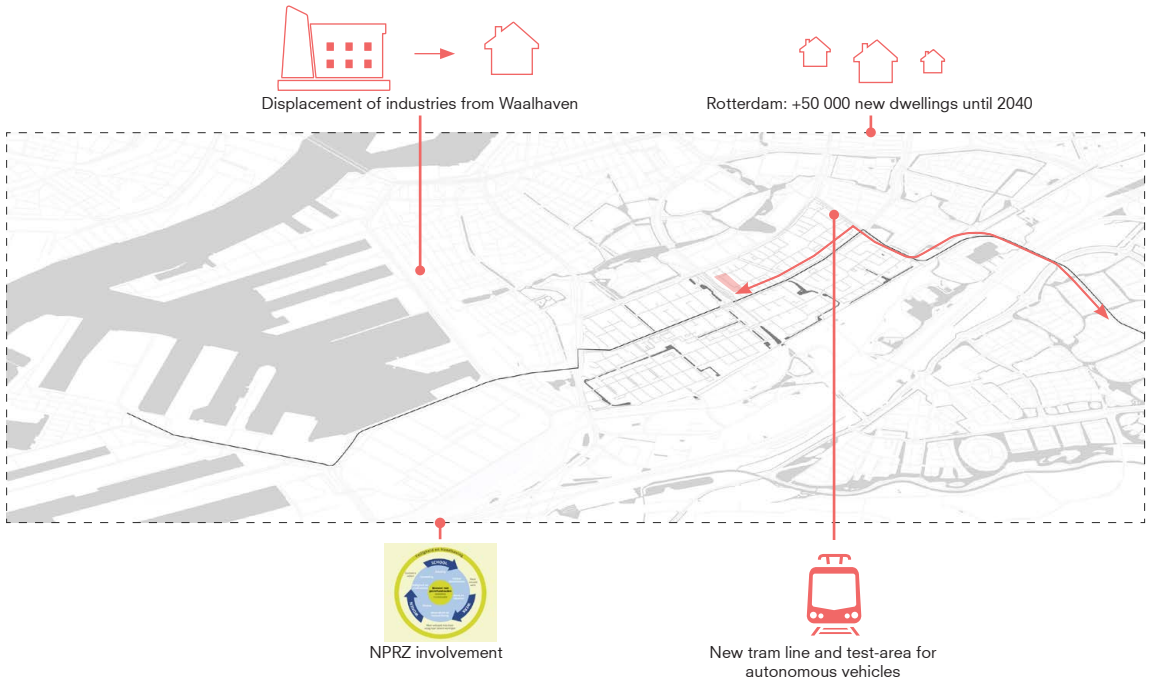 Displacement of industries from Waalhaven
Rotterdam: +50 000 new dwellings until 2040
SCHOOL
NPRZ involvement
New tram line and test-area for
autonomous vehicles